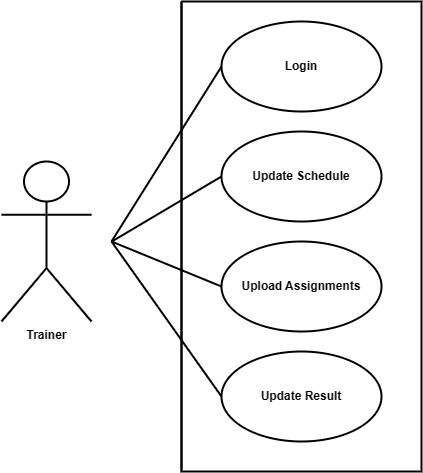 Login
Update Schedule
Upload Assignments
Trainer
Update Result